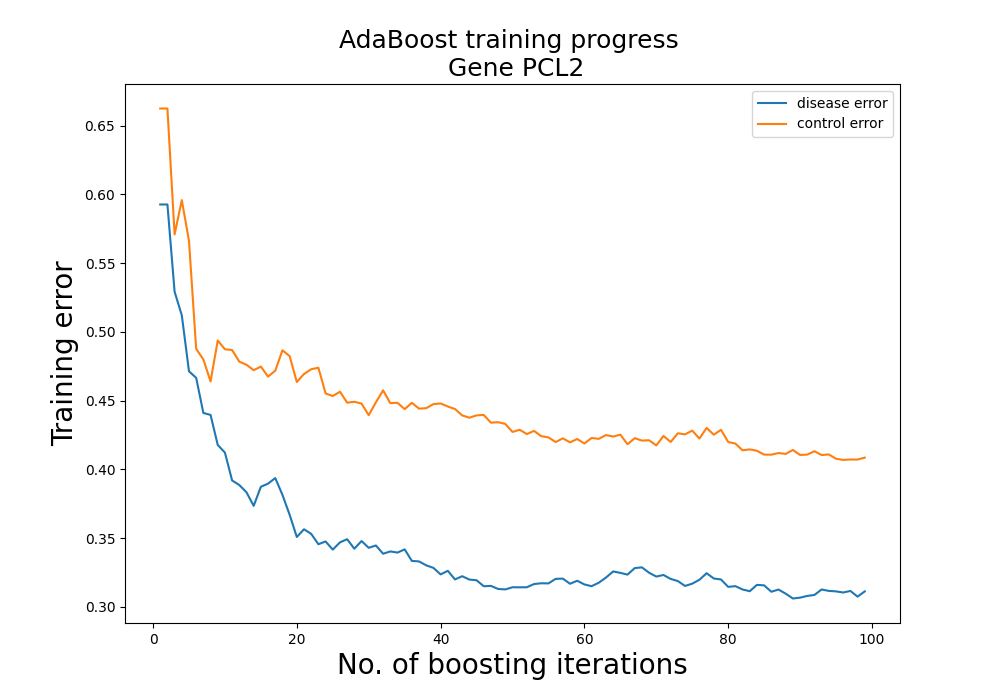 AdaBoost training progress
Gene PCL2
disease error
control error
Training error
0.65
0.60
0.55
0.50
0.45
0.40
0.35
0.30
0
20
40
60
80
100
No. of boosting iterations